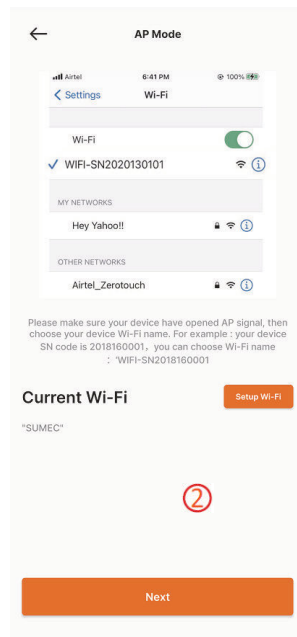 AP Mode
Airtel 6:41 PM 100%
Settings Wi-Fi
Wi-Fi
WIFI-SN2020130101
MY NETWORKS
Hey Yahoo!!
OTHER NETWORKS
Airtel_Zerotouch
Please make sure your device have opened AP signal, then
choose your device Wi-Fi name. For example : your device
SN code is 2018160001，you can choose Wi-Fi name
: 'WIFI-SN2018160001
Current Wi-Fi
Setup Wi-Fi
"SUMEC"
②
Next